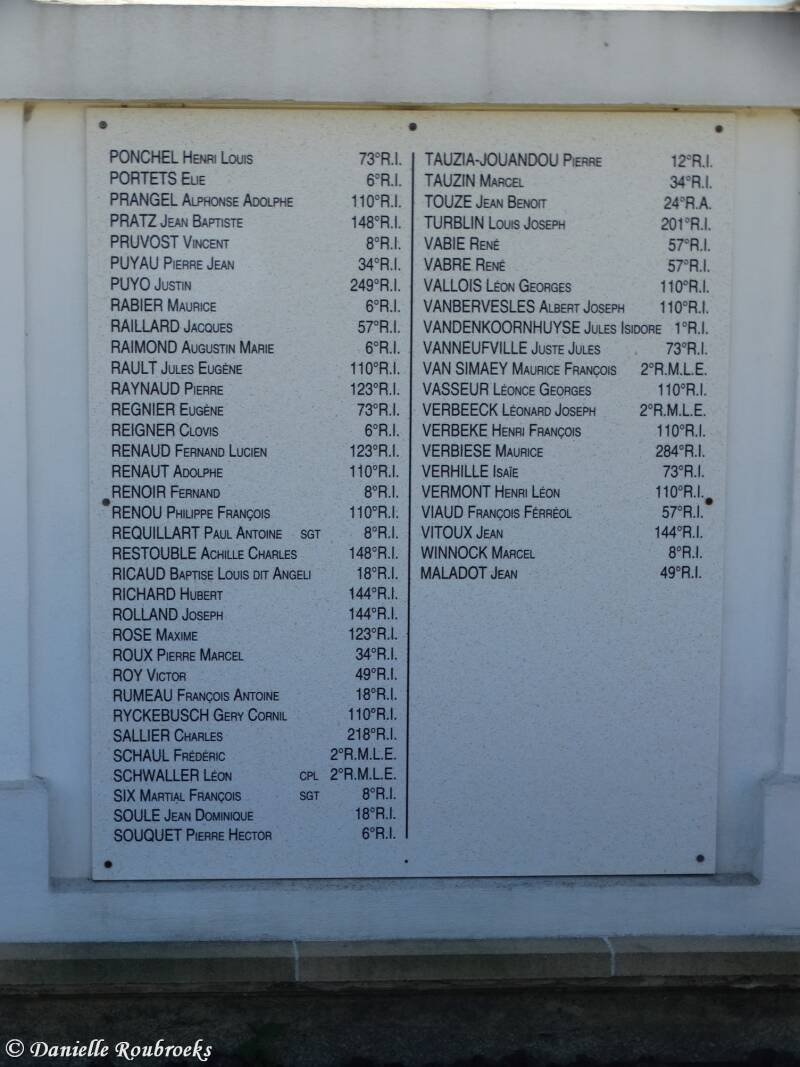 PONCHEL HENRI LOUIS 73°R.I.
PORTETS ELIE 6°R.I.
PRANGEL ALPHONSE ADOLPHE 110°R.I.
PRATZ JEAN BAPTISTE 148°R.I.
PRUVOST VINCENT 8°R.I.
PUYAU PIERRE JEAN 34°R.I.
PUYO JUSTIN 249°R.I.
RABIER MAURICE 6°R.I.
RAILLARD JACQUES 57°R.I.
RAIMOND AUGUSTIN MARIE 6°R.I.
RAULT JULES EUGÈNE 110°R.I.
RAYNAUD PIERRE 123°R.I.
REGNIER EUGÈNE 73°R.I.
REIGNER CLOVIS 6°R.I.
RENAUD FERNAND LUCIEN 123°R.I.
RENAUT ADOLPHE 110°R.I.
RENOIR FERNAND 8°R.I.
RENOU PHILIPPE FRANÇOIS 110°R.I.
REQUILLART PAUL ANTOINE SGT 8°R.I.
RESTOUBLE ACHILLE CHARLES 148°R.I.
RICAUD BAPTISE LOUIS DIT ANGELI 18°R.I.
RICHARD HUBERT 144°R.I.
ROLLAND JOSEPH 144°R.I.
ROSE MAXIME 123°R.I.
ROUX PIERRE MARCEL 34°R.I.
ROY VICTOR 49°R.I.
RUMEAU FRANÇOIS ANTOINE 18°R.I.
RYCKEBUSCH GERY CORNIL 110°R.I.
SALLIER CHARLES 218°R.I.
SCHAUL FRÉDÉRIC 2°R.M.L.E.
SCHWALLER LÉON CPL 2°R.M.L.E.
SIX MARTIAL FRANÇOIS SGT 8°R.I.
SOULE JEAN DOMINIQUE 18°R.I.
SOUQUET PIERRE HECTOR 6°R.I.
TAUZIA-JOUANDOU PIERRE 12°R.I.
TAUZIN MARCEL 34°R.I.
TOUZE JEAN BENOIT 24°R.A.
TURBLIN LOUIS JOSEPH 201°R.I.
VABIE RENÉ 57°R.I.
VABRE RENÉ 57°R.I.
VALLOIS LÉON GEORGES 110°R.I.
VANBERVESLES ALBERT JOSEPH 110°R.I.
VANDENKOORNHUYSE JULES ISIDORE 1°R.I.
VANNEUFVILLE JUSTE JULES 73°R.I.
VAN SIMAEY MAURICE FRANÇOIS 2°R.M.L.E.
VASSEUR LÉONCE GEORGES 110°R.I.
VERBEECK LÉONARD JOSEPH 2°R.M.L.E.
VERBEKE HENRI FRANÇOIS 110°R.I.
VERBIESE MAURICE 284°R.I.
VERHILLE ISAÏE 73°R.I.
VERMONT HENRI LÉON 110°R.I.
VIAUD FRANÇOIS FÉRRÉOL 57°R.I.
VITOUX JEAN 144°R.I.
WINNOCK MARCEL 8°R.I.
MALADOT JEAN 49°R.I.
© Danielle Roubroeks